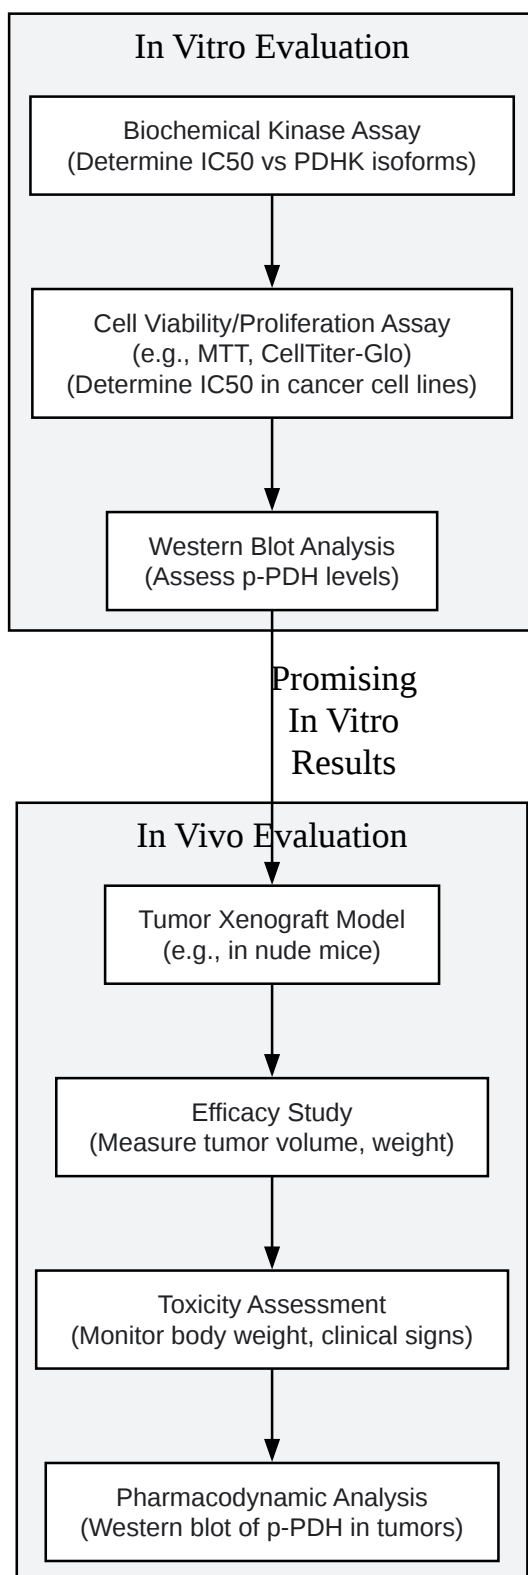 In Vitro Evaluation
Biochemical Kinase Assay
(Determine IC50 vs PDHK isoforms)
Cell Viability/Proliferation Assay
(e.g., MTT, CellTiter-Glo)
(Determine IC50 in cancer cell lines)
Western Blot Analysis
(Assess p-PDH levels)
Promising
In Vitro
Results
In Vivo Evaluation
Tumor Xenograft Model
(e.g., in nude mice)
Efficacy Study
(Measure tumor volume, weight)
Toxicity Assessment
(Monitor body weight, clinical signs)
Pharmacodynamic Analysis
(Western blot of p-PDH in tumors)